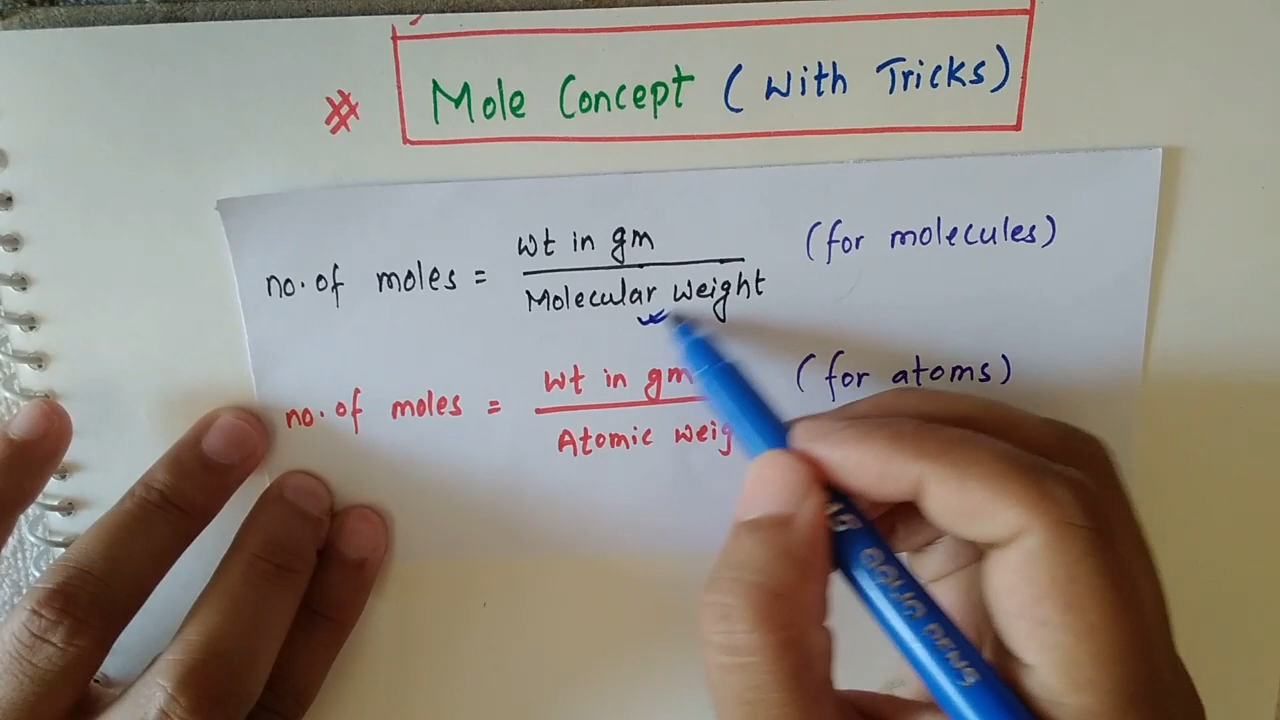 Mole Concept (With Tricks)
no. of moles = wt in gm / Molecular weight (for molecules)
no. of moles = wt in gm / Atomic (for atoms)